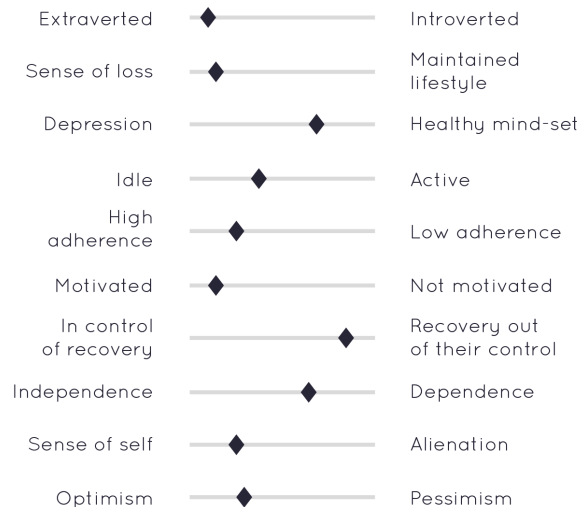 Extraverted
Introverted
Sense of loss
Maintained
lifestyle
Depression
Healthy mind-set
Idle
Active
High
adherence
Low adherence
Motivated
Not motivated
In control
of recovery
Recovery out
of their control
Independence
Dependence
Sense of self
Alienation
Optimism
Pessimism